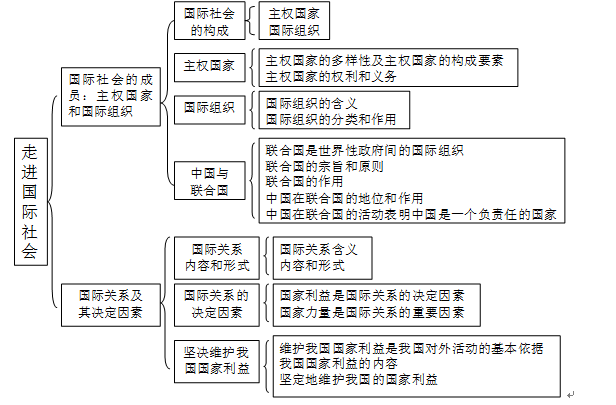 走进国际社会
国际社会的成
员：主权国家
和国际组织
国际社会
的构成
主权国家
国际组织
主权国家
主权国家的多样性及主权国家的构成要素
主权国家的权利和义务
国际组织
国际组织的含义
国际组织的分类和作用
中国与
联合国
联合国是世界性政府间的国际组织
联合国的宗旨和原则
联合国的作用
中国在联合国的地位和作用
中国在联合国的活动表明中国是一个负责任的国家
国际关系及
其决定因素
国际关系
内容和形式
国际关系含义
内容和形式
国际关系的
决定因素
国家利益是国际关系的决定因素
国家力量是国际关系的重要因素
坚决维护我
国国家利益
维护我国国家利益是我国对外活动的基本依据
我国国家利益的内容
坚定地维护我国的国家利益